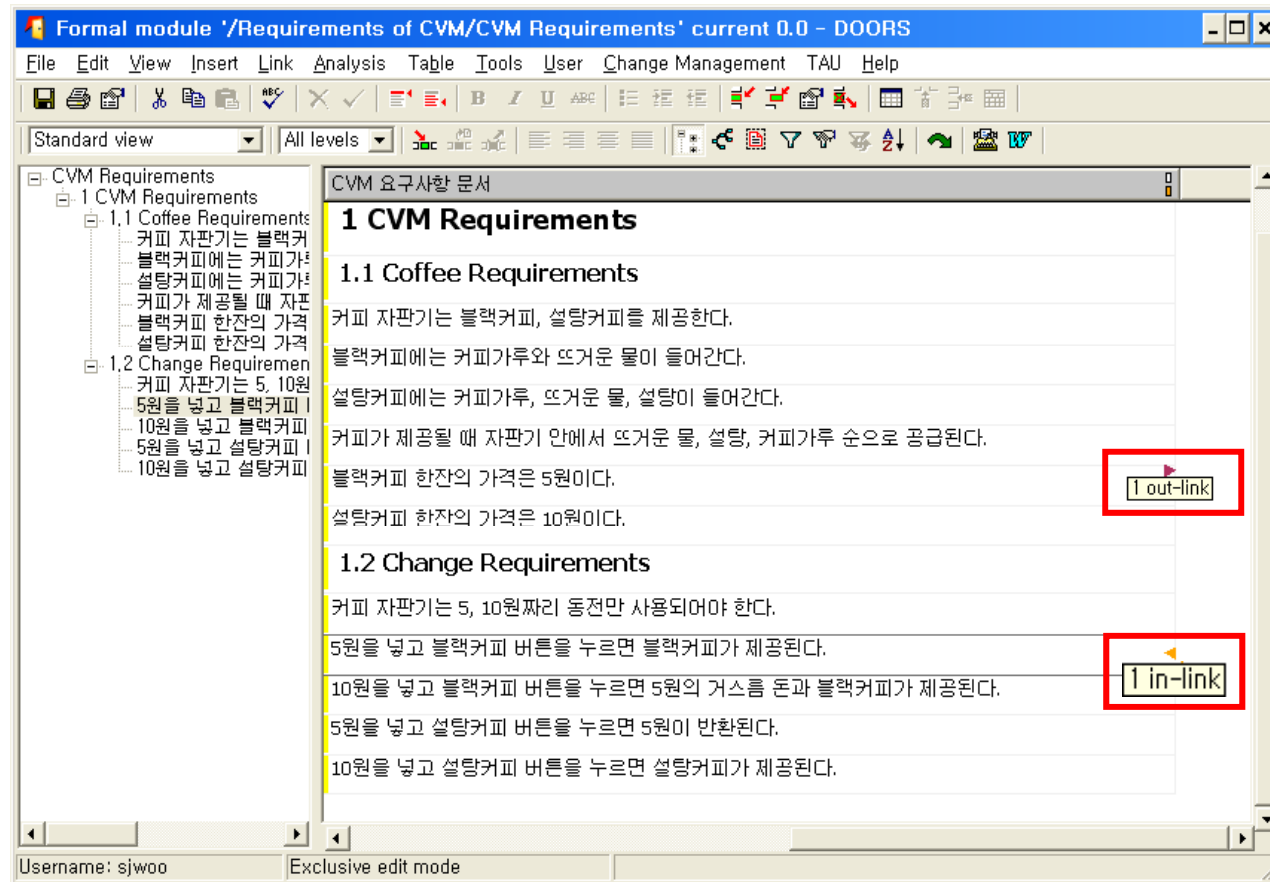 Formal module '/Requirements of CVM/CVM Requirements' current 0.0 - DOORS
File Edit View Insert Link Analysis Table Tools User Change Management TAU Help
Standard view All levels
CVM Requirements
1 CVM Requirements
1.1 Coffee Requirements
커피 자판기는 블랙커
블랙커피에는 커피가루
설탕커피에는 커피가루
커피가 제공될 때 자판
블랙커피 한잔의 가격
설탕커피 한잔의 가격
1.2 Change Requiremen
커피 자판기는 5, 10원
5원을 넣고 블랙커피
10원을 넣고 블랙커피
5원을 넣고 설탕커피
10원을 넣고 설탕커피
CVM 요구사항 문서
1 CVM Requirements
1.1 Coffee Requirements
커피 자판기는 블랙커피, 설탕커피를 제공한다.
블랙커피에는 커피가루와 뜨거운 물이 들어간다.
설탕커피에는 커피가루, 뜨거운 물, 설탕이 들어간다.
커피가 제공될 때 자판기 안에서 뜨거운 물, 설탕, 커피가루 순으로 공급된다.
블랙커피 한잔의 가격은 5원이다.
1 out-link
설탕커피 한잔의 가격은 10원이다.
1.2 Change Requirements
커피 자판기는 5, 10원짜리 동전만 사용되어야 한다.
5원을 넣고 블랙커피 버튼을 누르면 블랙커피가 제공된다.
1 in-link
10원을 넣고 블랙커피 버튼을 누르면 5원의 거스름 돈과 블랙커피가 제공된다.
5원을 넣고 설탕커피 버튼을 누르면 5원이 반환된다.
10원을 넣고 설탕커피 버튼을 누르면 설탕커피가 제공된다.
Username: sjwoo Exclusive edit mode